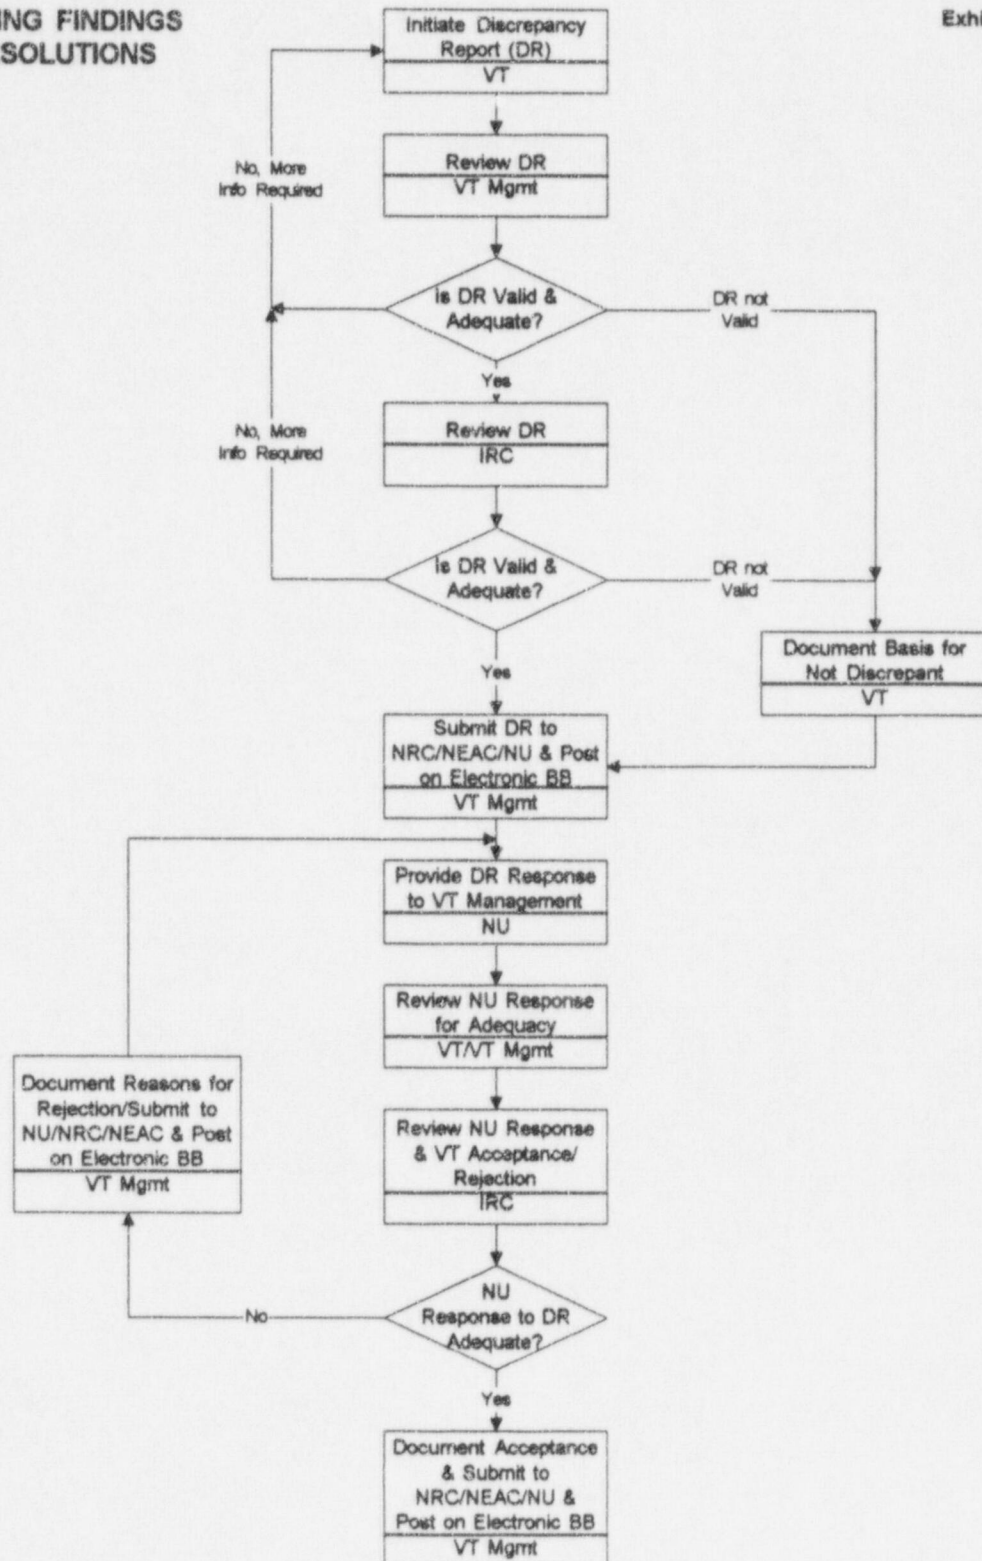 ING FINDINGS
SOLUTIONS
Exhi
Initiate Discrepancy
Report (DR)
VT
Review DR
VT Mgmt
No, More
Info Required
is DR Valid &
Adequate?
DR not
Valid
Yes
Review DR
IRC
No, More
Info Required
is DR Valid &
Adequate?
DR not
Valid
Yes
Document Basis for
Not Discrepant
VT
Submit DR to
NRC/NEAC/NU & Post
on Electronic BB
VT Mgmt
Provide DR Response
to VT Management
NU
Review NU Response
for Adequacy
VT/VT Mgmt
Document Reasons for
Rejection/Submit to
NU/NRC/NEAC & Post
on Electronic BB
VT Mgmt
Review NU Response
& VT Acceptance/
Rejection
IRC
NU
Response to DR
Adequate?
No
Yes
Document Acceptance
& Submit to
NRC/NEAC/NU &
Post on Electronic BB
VT Mgmt